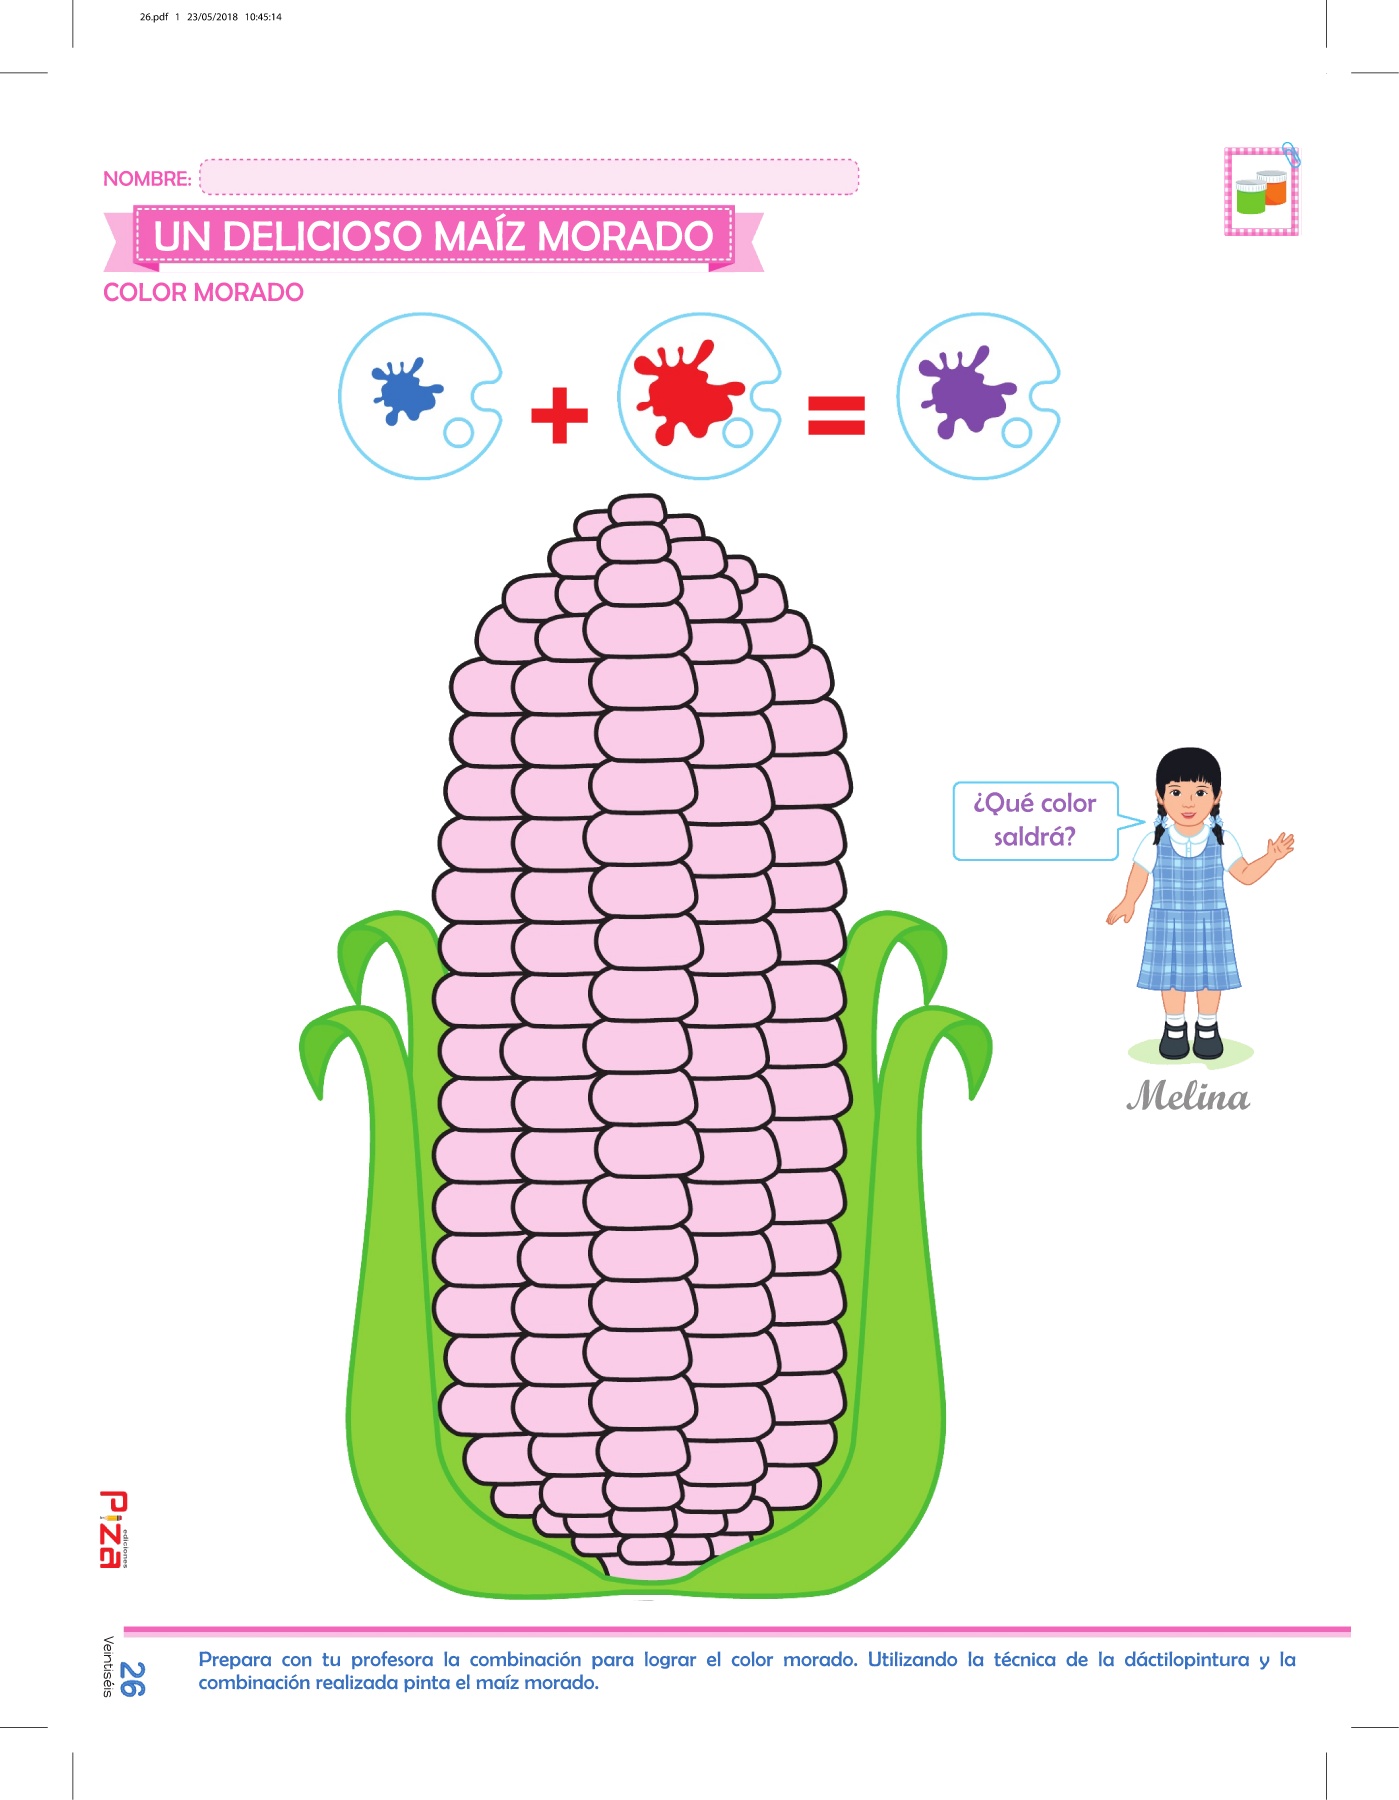 26.pdf 1 23/05/2018 10:45:14
NOMBRE:
UN DELICIOSO MAÍZ MORADO
COLOR MORADO
¿Qué color
saldrá?
Melina
Piza
ediciones
Veintiséis
26
Prepara con tu profesora la combinación para lograr el color morado. Utilizando la técnica de la dáctilopintura y la
combinación realizada pinta el maíz morado.